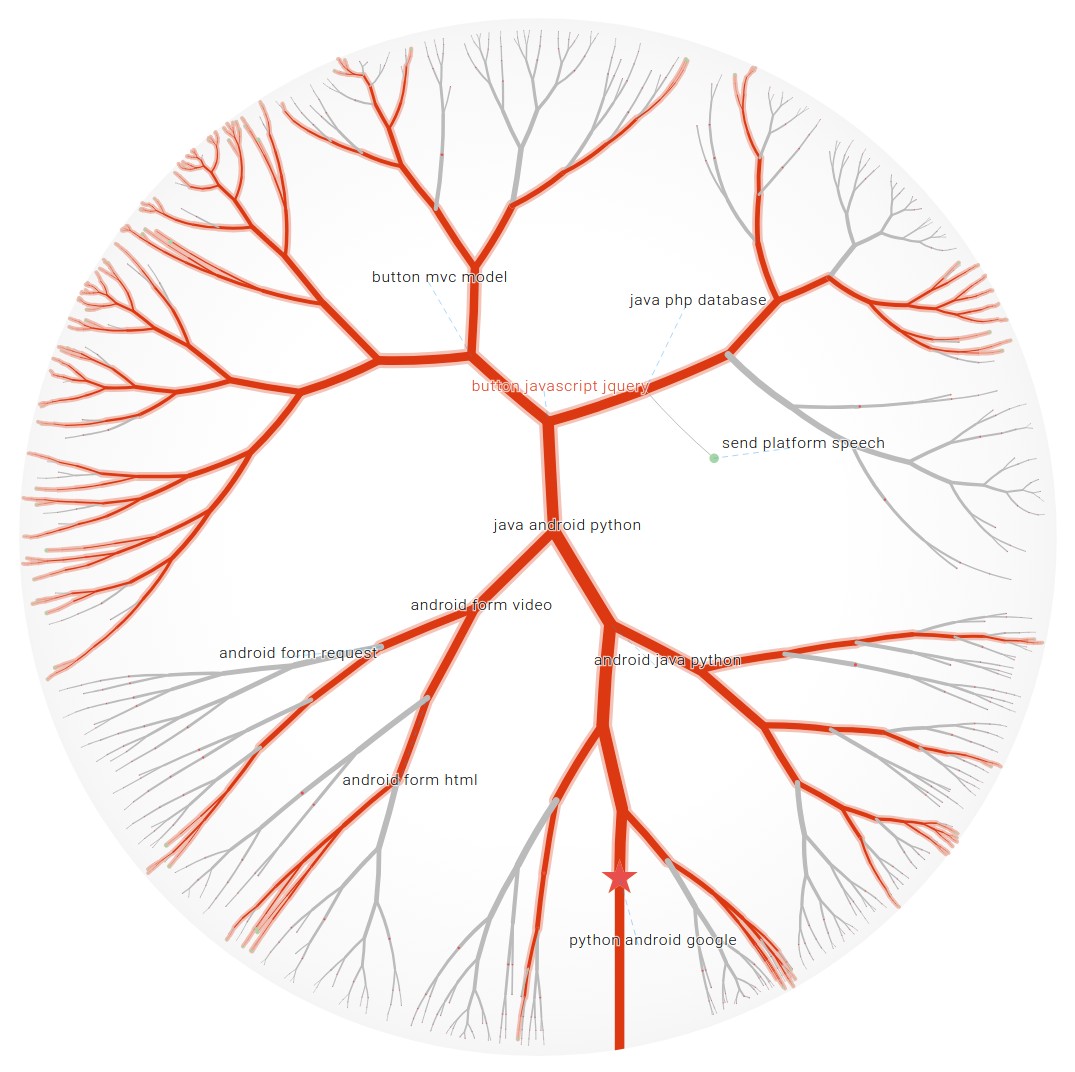 button mvc model
java php database
button javascript jquery
send platform speech
java android python
android form video
android form request
android java python
android form html
python android google